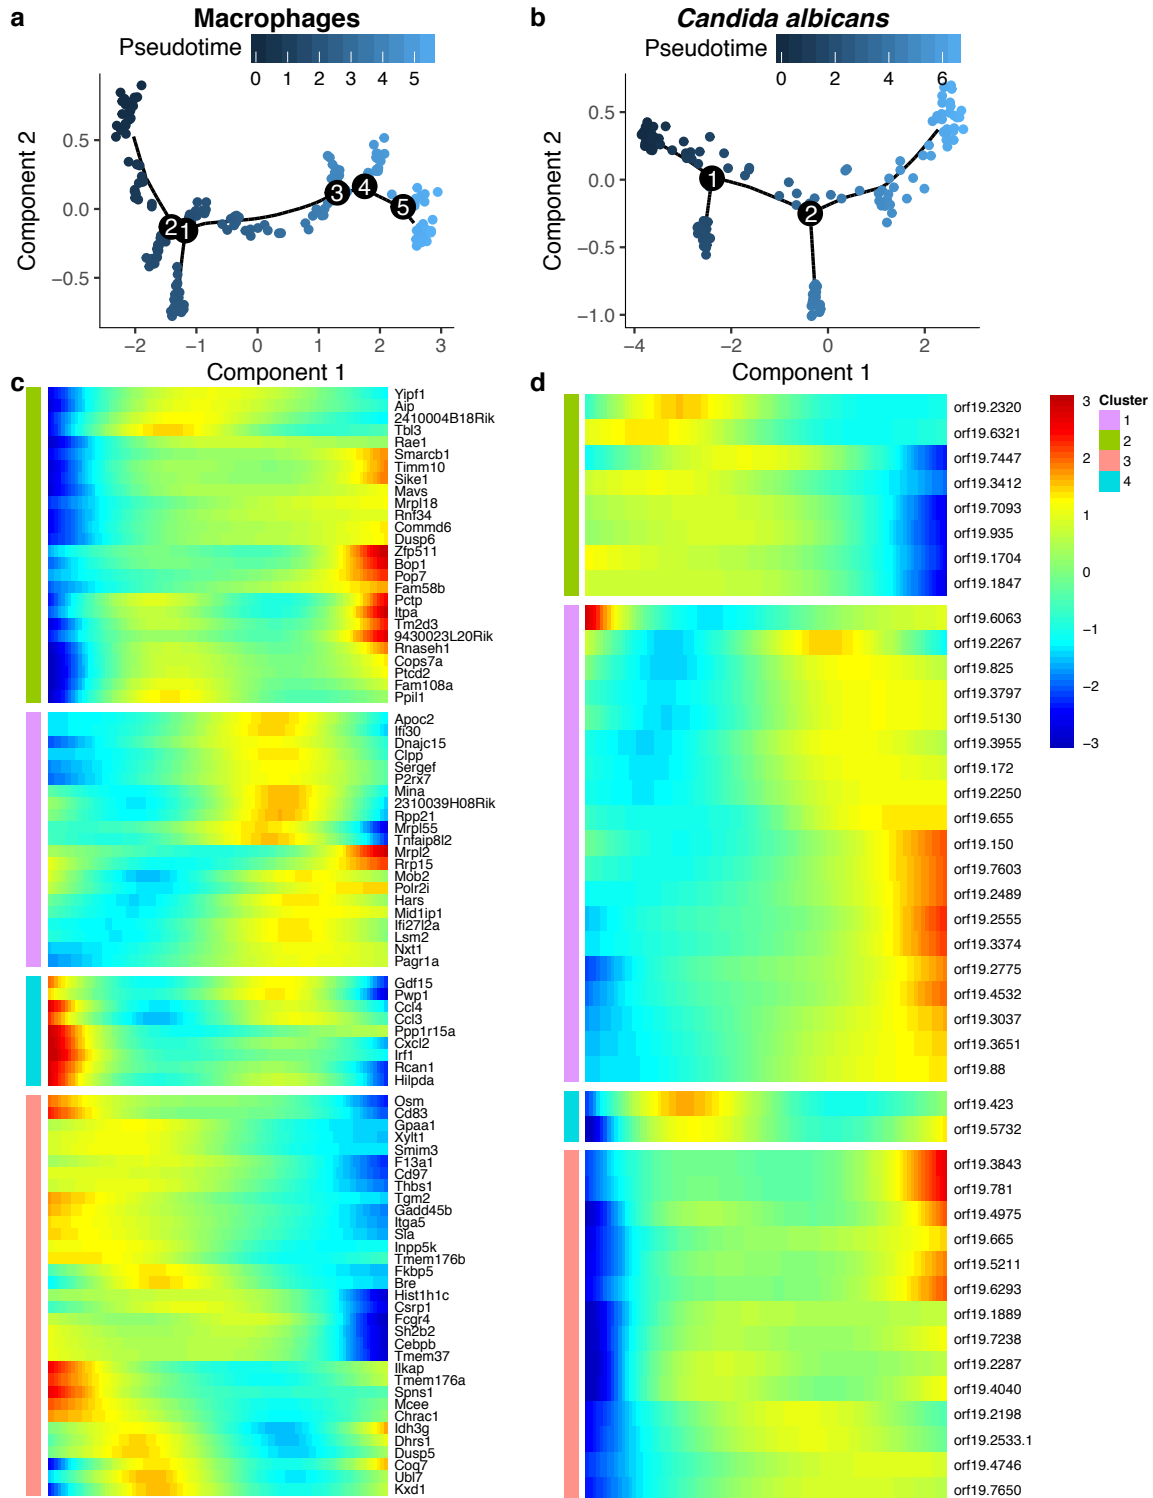 a
Macrophages
Pseudotime
0 1 2 3 4 5
Component 2
0.5
0.0
−0.5
2 1 3 4 5
−2 −1 0 1 2 3
Component 1
b
Candida albicans
Pseudotime
0 2 4 6
Component 2
0.5
0.0
−0.5
−1.0
1
2
−4 −2 0 2
Component 1
c
Yipf1
Aip
2410004B18Rik
Tbl3
Rae1
Smarcb1
Timm10
Sike1
Mavs
Mrpl18
Rnf34
Commd6
Dusp6
Zfp511
Bop1
Pop7
Fam58b
Pctp
Itpa
Tm2d3
9430023L20Rik
Rnaseh1
Cops7a
Ptcd2
Fam108a
Ppil1
Apoc2
Ifi30
Dnajc15
Clpp
Sergef
P2rx7
Mina
2310039H08Rik
Rpp21
Mrpl55
Tnfaip8l2
Mrpl2
Rrp15
Mob2
Polr2i
Hars
Mid1ip1
Ifi27l2a
Lsm2
Nxt1
Pagr1a
Gdf15
Pwp1
Ccl4
Ccl3
Ppp1r15a
Cxcl2
Irf1
Rcan1
Hilpda
Osm
Cd83
Gpaa1
Xylt1
Smim3
F13a1
Cd97
Thbs1
Tgm2
Gadd45b
Itga5
Sla
Inpp5k
Tmem176b
Fkbp5
Bre
Hist1h1c
Csrp1
Fcgr4
Sh2b2
Cebpb
Tmem37
Ilkap
Tmem176a
Spns1
Mcee
Chrac1
Idh3g
Dhrs1
Dusp5
Coq7
Ubl7
Kxd1
d
orf19.2320
orf19.6321
orf19.7447
orf19.3412
orf19.7093
orf19.935
orf19.1704
orf19.1847
orf19.6063
orf19.2267
orf19.825
orf19.3797
orf19.5130
orf19.3955
orf19.172
orf19.2250
orf19.655
orf19.150
orf19.7603
orf19.2489
orf19.2555
orf19.3374
orf19.2775
orf19.4532
orf19.3037
orf19.3651
orf19.88
orf19.423
orf19.5732
orf19.3843
orf19.781
orf19.4975
orf19.665
orf19.5211
orf19.6293
orf19.1889
orf19.7238
orf19.2287
orf19.4040
orf19.2198
orf19.2533.1
orf19.4746
orf19.7650
3
2
1
0
−1
−2
−3
Cluster
1
2
3
4